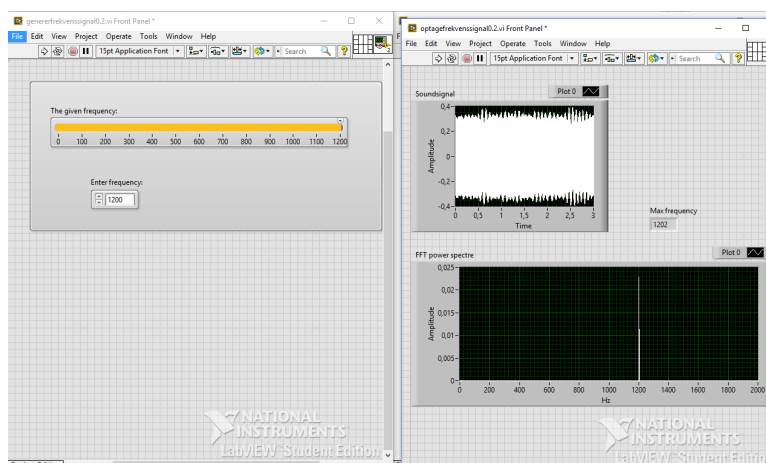 genererfrekvenssignal0.2.vi Front Panel *
File Edit View Project Operate Tools Window Help
15pt Application Font
Search
2
The given frequency:
0 100 200 300 400 500 600 700 800 900 1000 1100 1200
Enter frequency:
1200
NATIONAL
INSTRUMENTS
LabVIEW Student Edition
optagefrekvenssignal0.2.vi Front Panel *
File Edit View Project Operate Tools Window Help
15pt Application Font
Search
Soundsignal
Plot 0
0,4-
0,2-
0-
-0,2-
-0,4-
Amplitude
0 0,5 1 1,5 2 2,5 3
Time
Max frequency
1202
FFT power spectre
Plot 0
0,025-
0,02-
0,015-
0,01-
0,005-
0-
Amplitude
0 200 400 600 800 1000 1200 1400 1600 1800 2000
Hz
NATIONAL
INSTRUMENTS
LabVIEW Student Edition